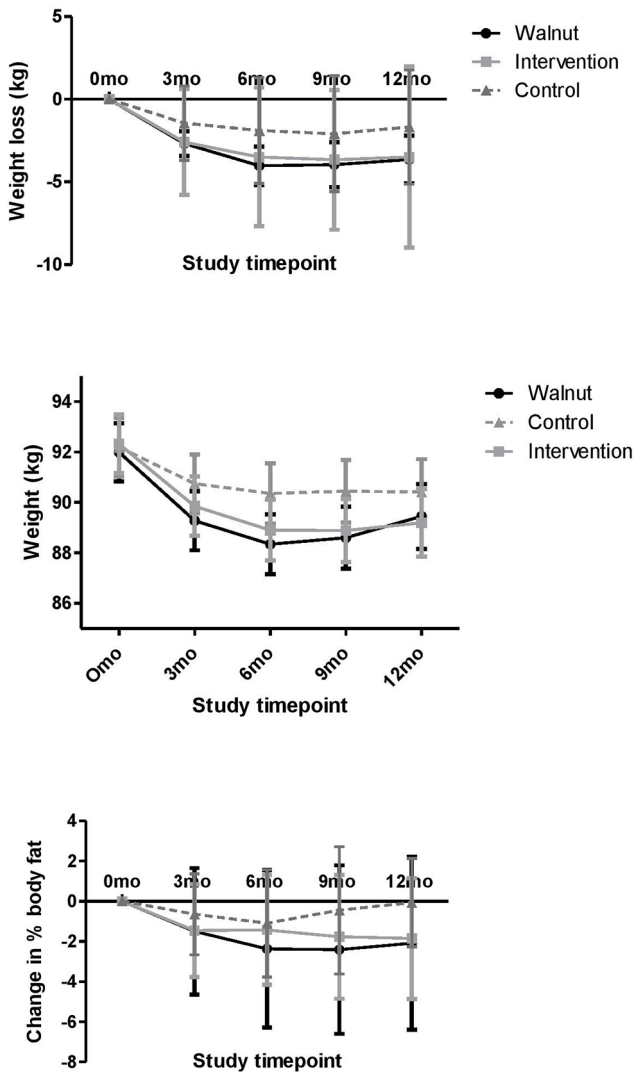 5
0
-5
-10
Weight loss (kg)
0mo 3mo 6mo 9mo 12mo
Study timepoint
Walnut
Intervention
Control
94
92
90
88
86
Weight (kg)
Omo 3mo 6mo 9mo 12mo
Study timepoint
Walnut
Control
Intervention
4
2
0
-2
-4
-6
-8
Change in % body fat
0mo 3mo 6mo 9mo 12mo
Study timepoint